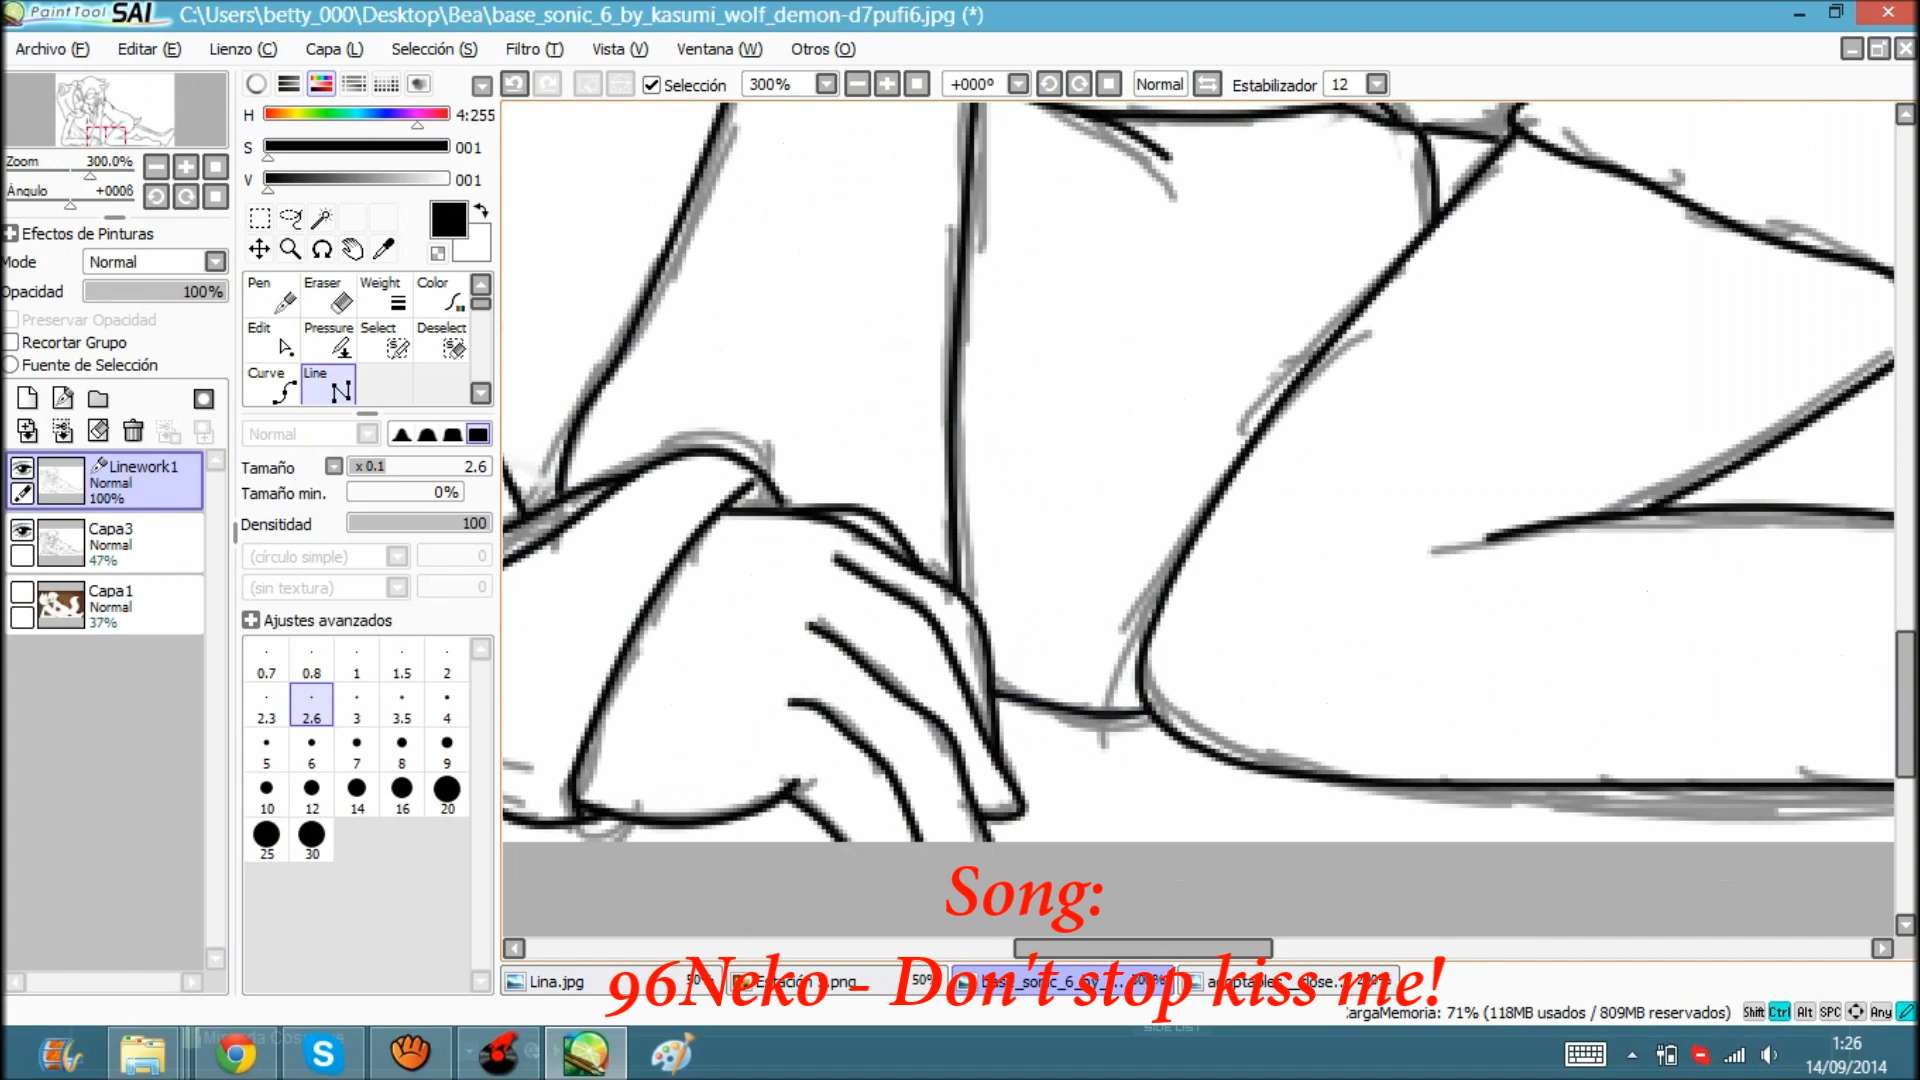 PaintTool SAI C:\Users\betty_000\Desktop\Bea\base_sonic_6_by_kasumi_wolf_demon-d7pufi6.jpg (*)
Archivo (F) Editar (E) Lienzo (C) Capa (L) Selección (S) Filtro (T) Vista (V) Ventana (W) Otros (O)
Selección 300% +000º Normal Estabilizador 12
H 4:255
S 001
V 001
Zoom 300.0%
Ángulo +000ß
Efectos de Pinturas
Mode Normal
Opacidad 100%
Preservar Opacidad
Recortar Grupo
Fuente de Selección
Linework1
Normal
100%
Capa3
Normal
47%
Capa1
Normal
37%
Pen Eraser Weight Color
Edit Pressure Select Deselect
Curve Line
Normal
Tamaño x 0.1 2.6
Tamaño min. 0%
Densitidad 100
(círculo simple) 0
(sin textura) 0
Ajustes avanzados
0.7 0.8 1 1.5 2
2.3 2.6 3 3.5 4
5 6 7 8 9
10 12 14 16 20
25 30
Song:
96Neko - Don't stop kiss me!
Lina.jpg 50% base_sonic_6_by_...
CargaMemoria: 71% (118MB usados / 809MB reservados) Shift Ctrl Alt SPC Any
SIDE LIST
1:26
14/09/2014